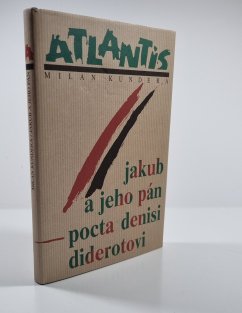 ATLANTIS
MILAN KUNDERA
jakub
a jeho pán
pocta denisi
diderotovi